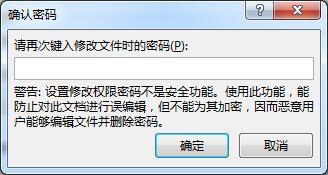 确认密码
请再次键入修改文件时的密码(P):
警告: 设置修改权限密码不是安全功能。使用此功能，能
防止对此文档进行误编辑，但不能为其加密，因而恶意用
户能够编辑文件并删除密码。
确定 取消